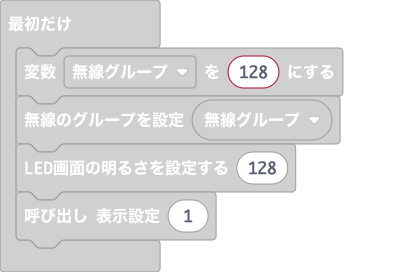 最初だけ
変数 無線グループ を 128 にする
無線のグループを設定 無線グループ
LED画面の明るさを設定する 128
呼び出し 表示設定 1